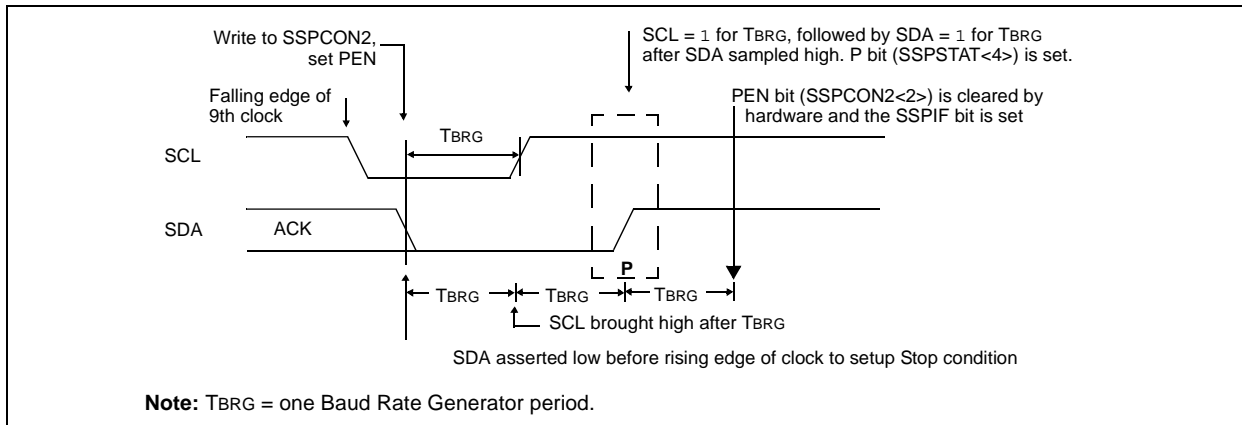 Write to SSPCON2,
set PEN
SCL = 1 for TBRG, followed by SDA = 1 for TBRG
after SDA sampled high. P bit (SSPSTAT<4>) is set.
Falling edge of
9th clock
PEN bit (SSPCON2<2>) is cleared by
hardware and the SSPIF bit is set
TBRG
SCL
SDA
ACK
P
TBRG
TBRG
TBRG
SCL brought high after TBRG
SDA asserted low before rising edge of clock to setup Stop condition
Note: TBRG = one Baud Rate Generator period.